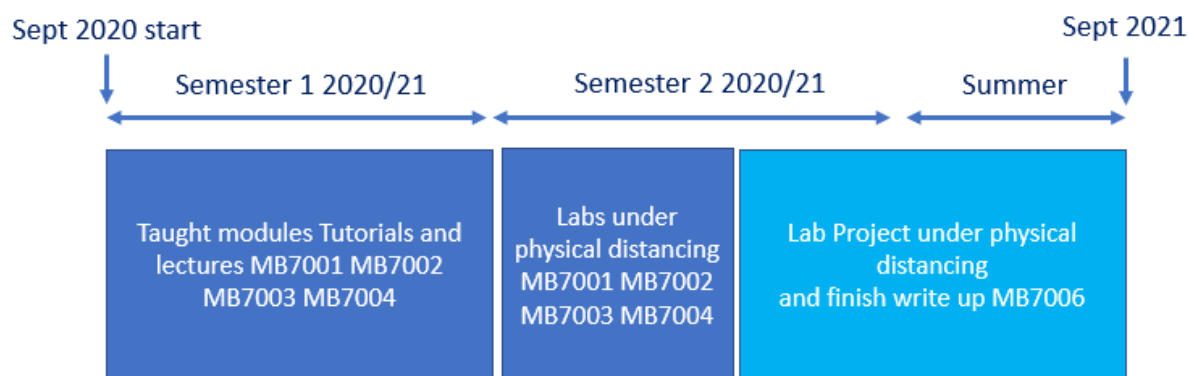 Sept 2020 start
Sept 2021
Semester 1 2020/21
Semester 2 2020/21
Summer
Taught modules Tutorials and
lectures MB7001 MB7002
MB7003 MB7004
Labs under
physical distancing
MB7001 MB7002
MB7003 MB7004
Lab Project under physical
distancing
and finish write up MB7006